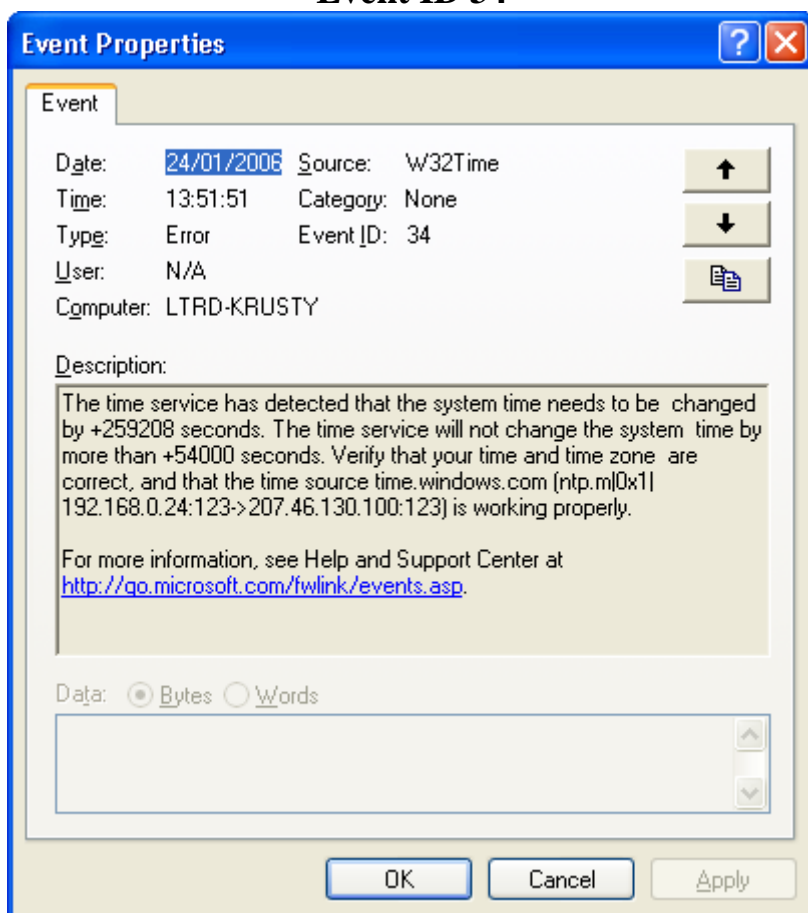 Event ID 34
Event Properties
Event
Date: 24/01/2006 Source: W32Time
Time: 13:51:51 Category: None
Type: Error Event ID: 34
User: N/A
Computer: LTRD-KRUSTY
Description:
The time service has detected that the system time needs to be  changed
by +259208 seconds. The time service will not change the system  time by
more than +54000 seconds. Verify that your time and time zone  are
correct, and that the time source time.windows.com (ntp.m|0x1|
192.168.0.24:123->207.46.130.100:123) is working properly.
For more information, see Help and Support Center at
http://go.microsoft.com/fwlink/events.asp.
Data: Bytes Words
OK Cancel Apply